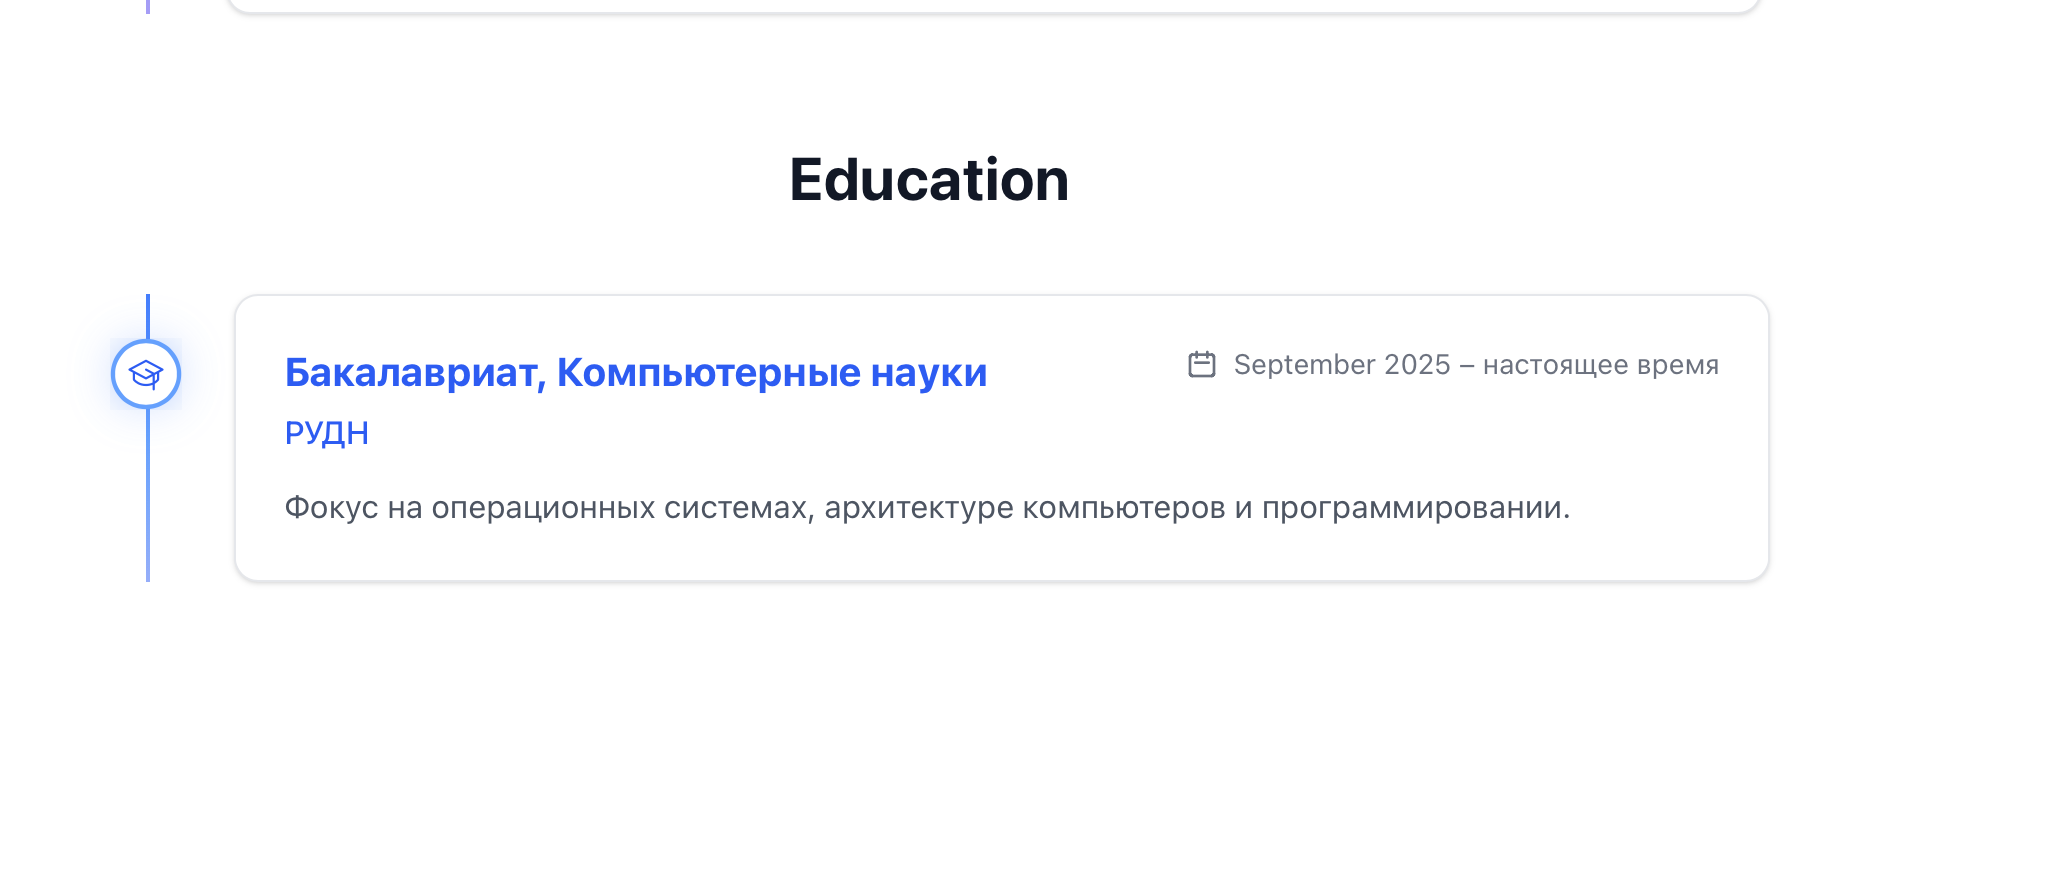 Education
Бакалавриат, Компьютерные науки
September 2025 – настоящее время
РУДН
Фокус на операционных системах, архитектуре компьютеров и программировании.